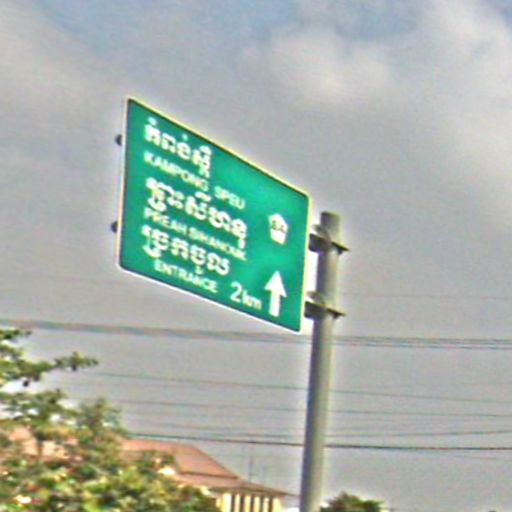 កំពង់ស្ពឺ
KAMPONG SPEU
ព្រះសីហនុ
PREAH SIHANOUK
ច្រកចូល
ENTRANCE 2km